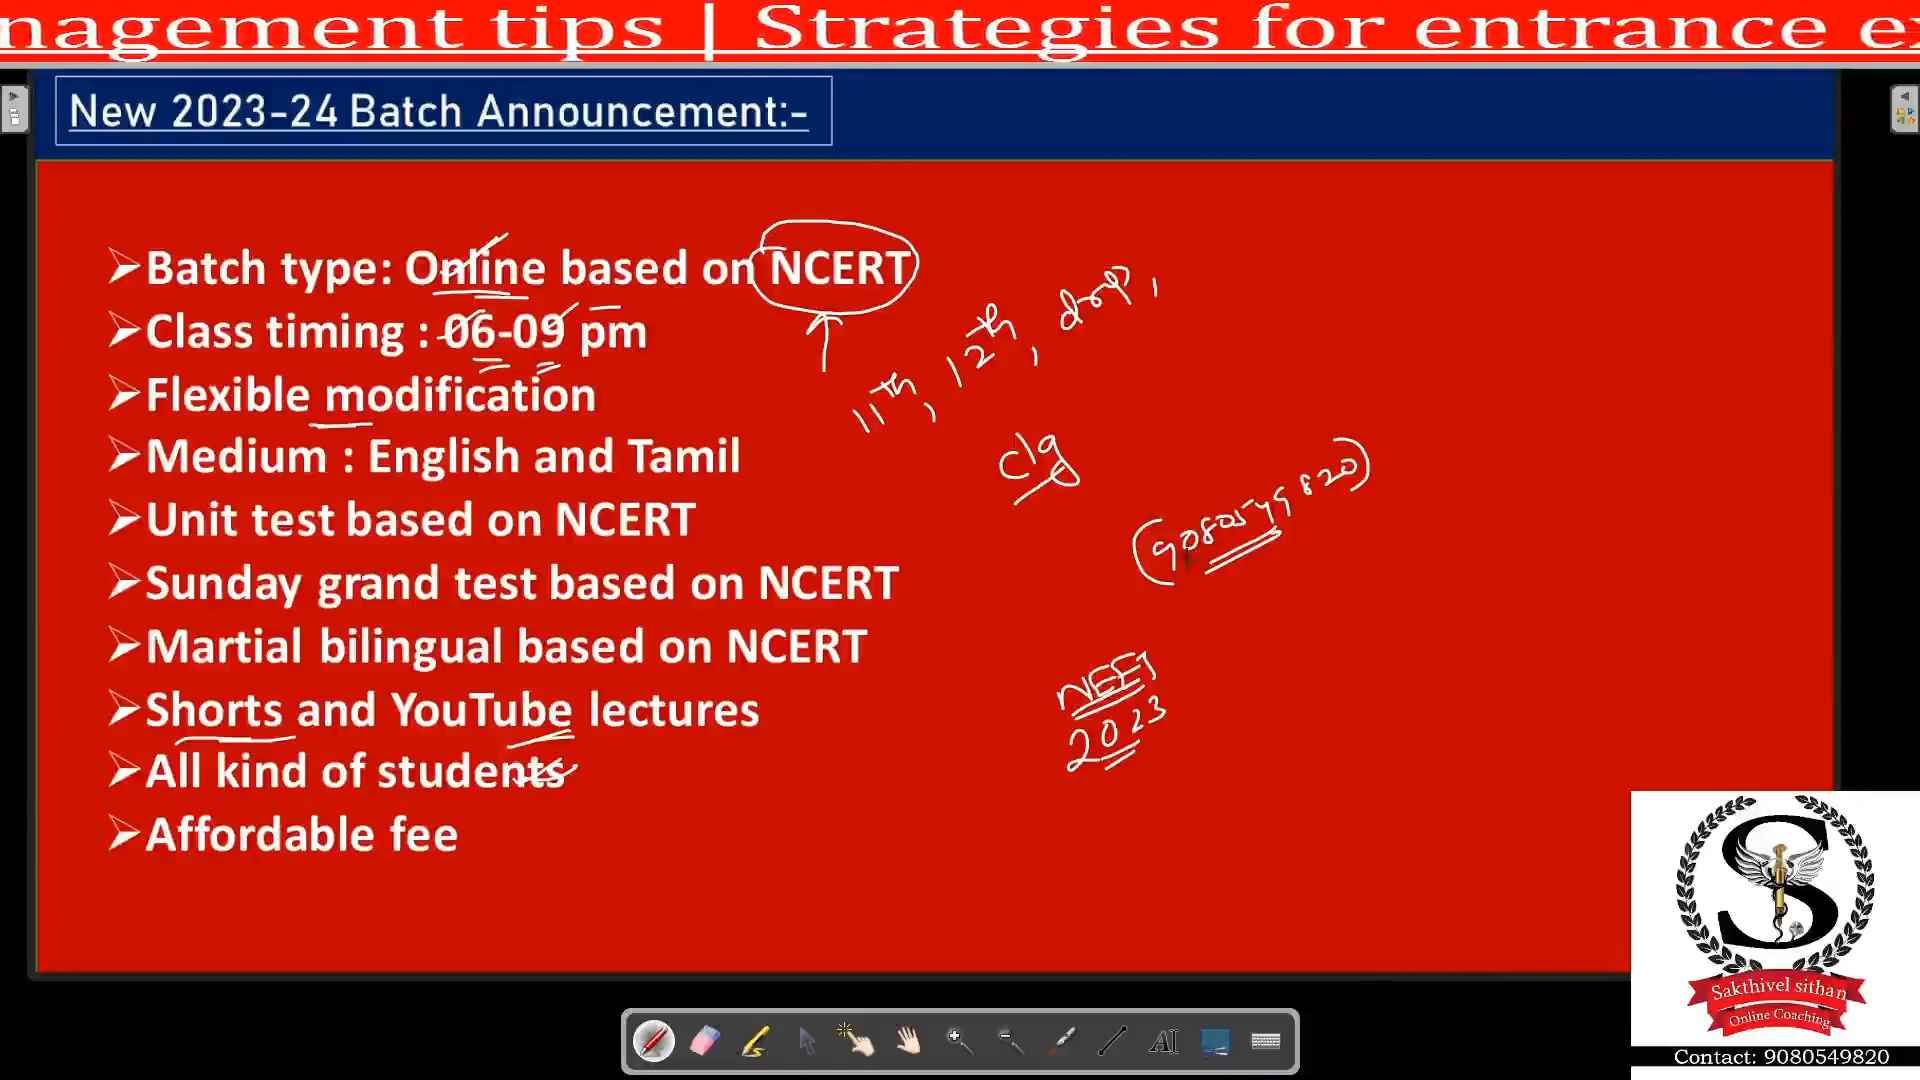 nagement tips | Strategies for entrance ex
New 2023-24 Batch Announcement:-
Batch type: Online based on NCERT
Class timing : 06-09 pm
Flexible modification
Medium : English and Tamil
Unit test based on NCERT
Sunday grand test based on NCERT
Martial bilingual based on NCERT
Shorts and YouTube lectures
All kind of students
Affordable fee
11th, 12th, drop,
clg
(9080549820)
NEET
2023
S
Sakthivel sithan
Online Coaching
Contact: 9080549820
AI